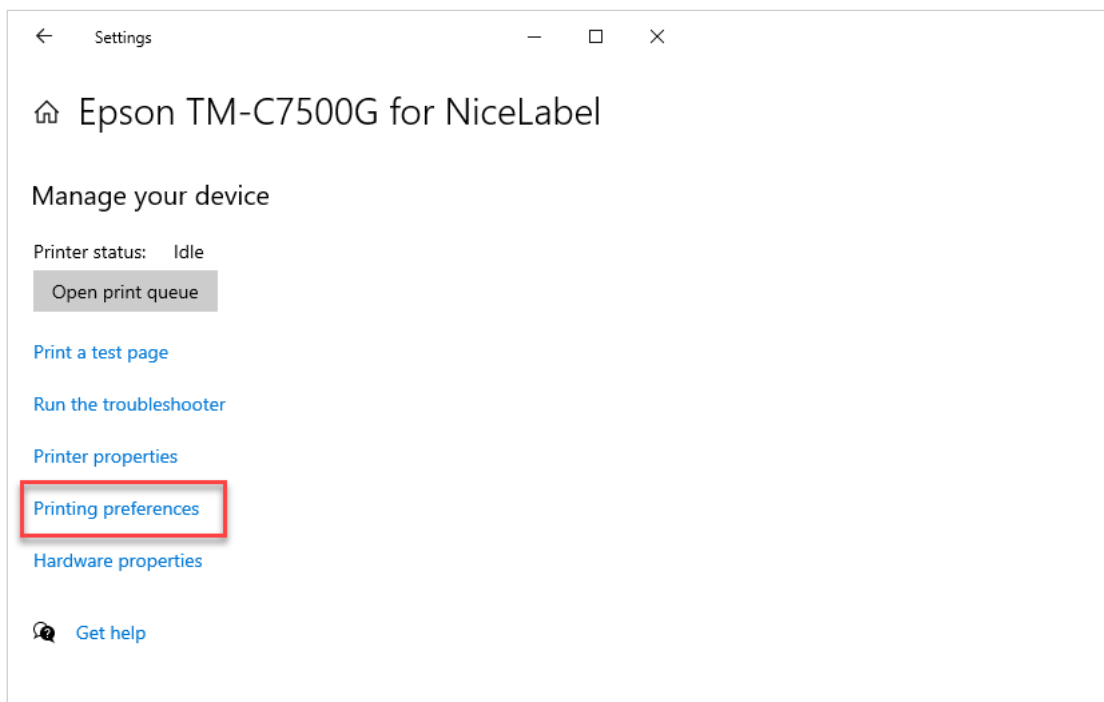 Settings
Epson TM-C7500G for NiceLabel
Manage your device
Printer status: Idle
Open print queue
Print a test page
Run the troubleshooter
Printer properties
Printing preferences
Hardware properties
Get help